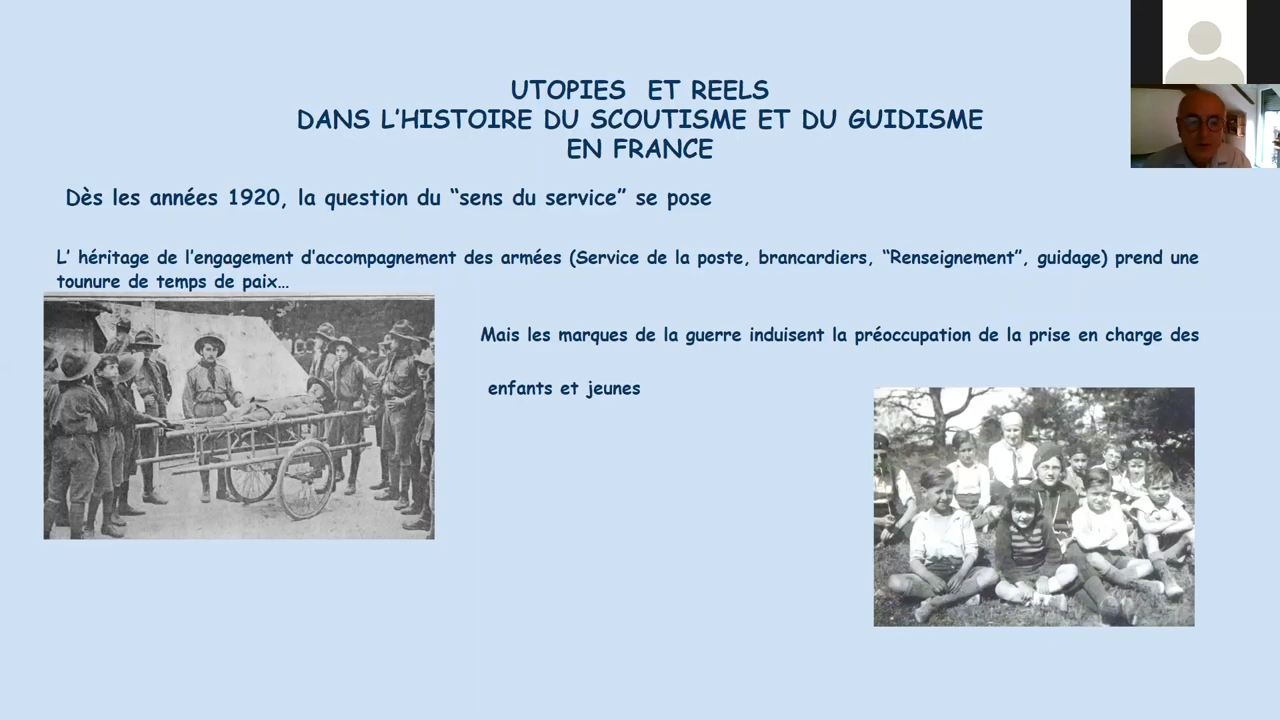 UTOPIES ET REELS
DANS L'HISTOIRE DU SCOUTISME ET DU GUIDISME
EN FRANCE
Dès les années 1920, la question du “sens du service” se pose
L' héritage de l'engagement d'accompagnement des armées (Service de la poste, brancardiers, “Renseignement”, guidage) prend une
tounure de temps de paix…
Mais les marques de la guerre induisent la préoccupation de la prise en charge des
enfants et jeunes